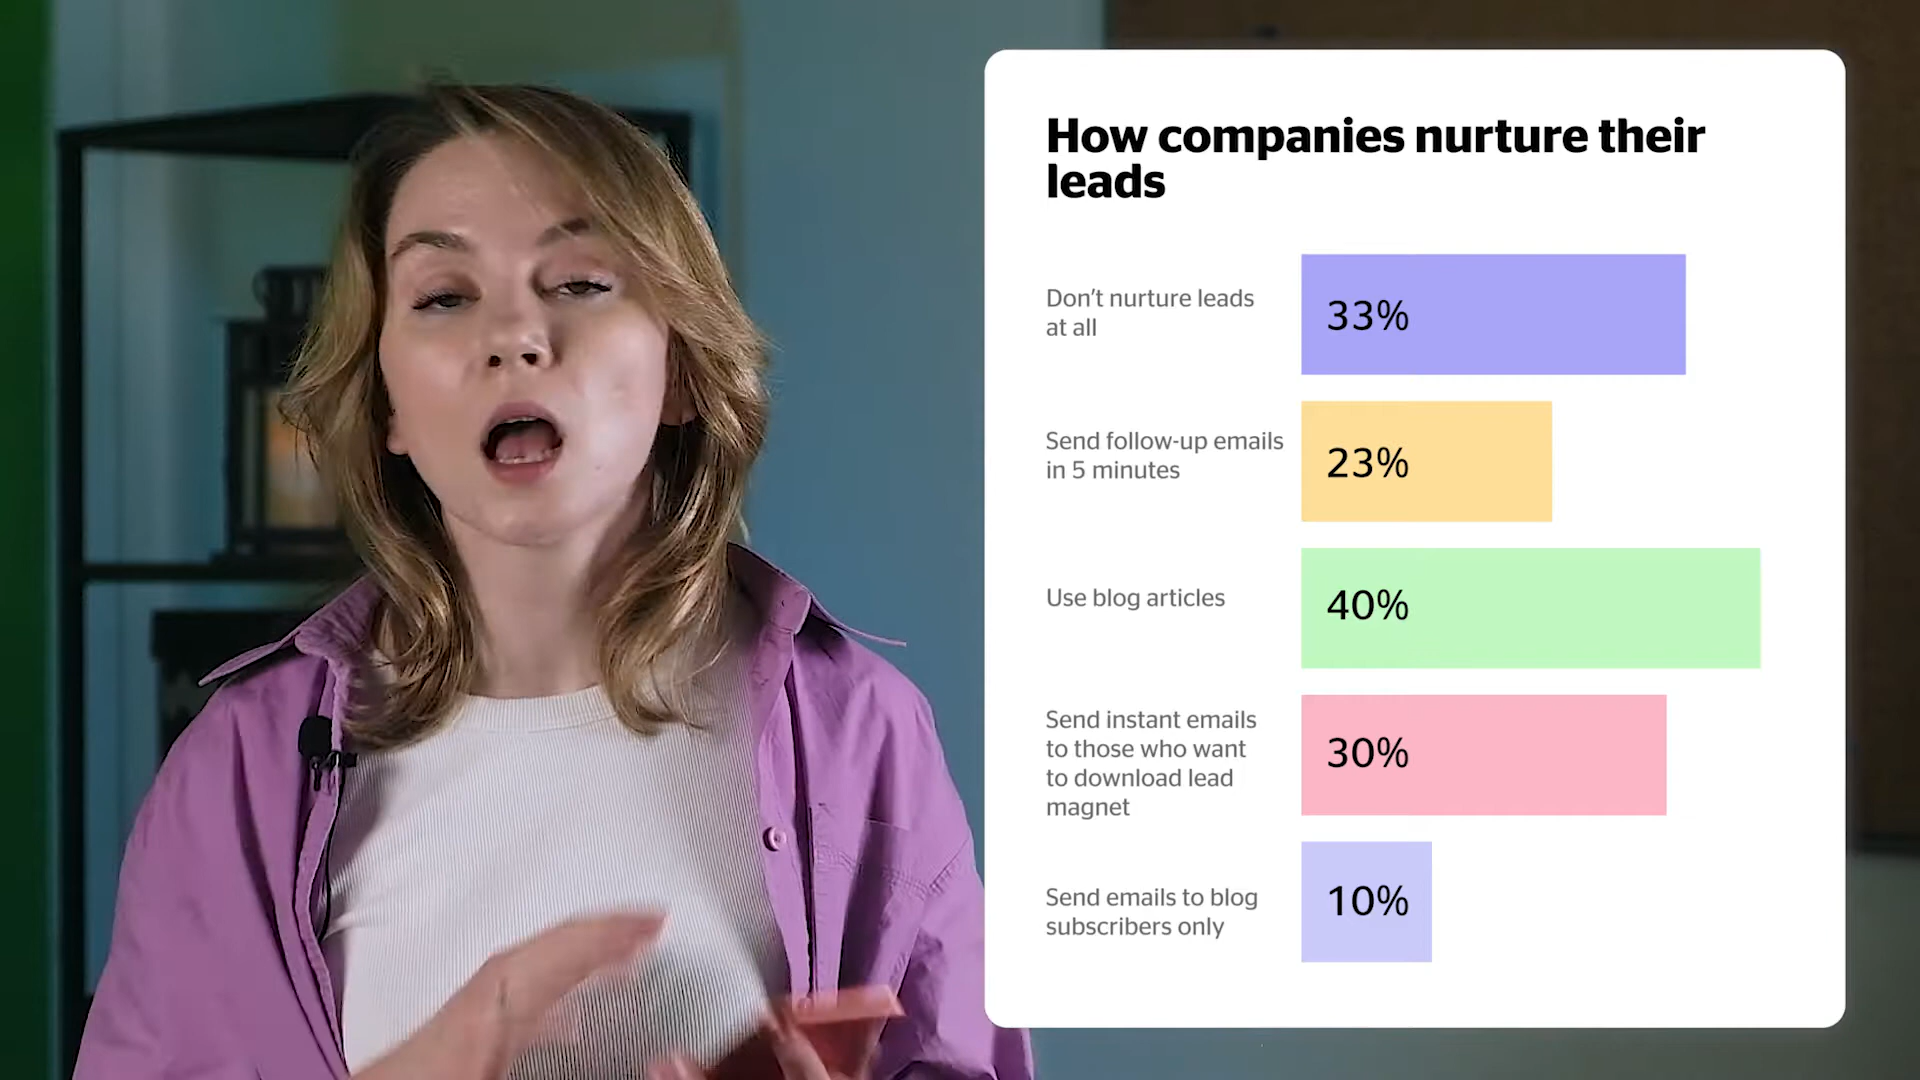 How companies nurture their
leads
Don’t nurture leads
at all
33%
Send follow-up emails
in 5 minutes
23%
Use blog articles
40%
Send instant emails
to those who want
to download lead
magnet
30%
Send emails to blog
subscribers only
10%